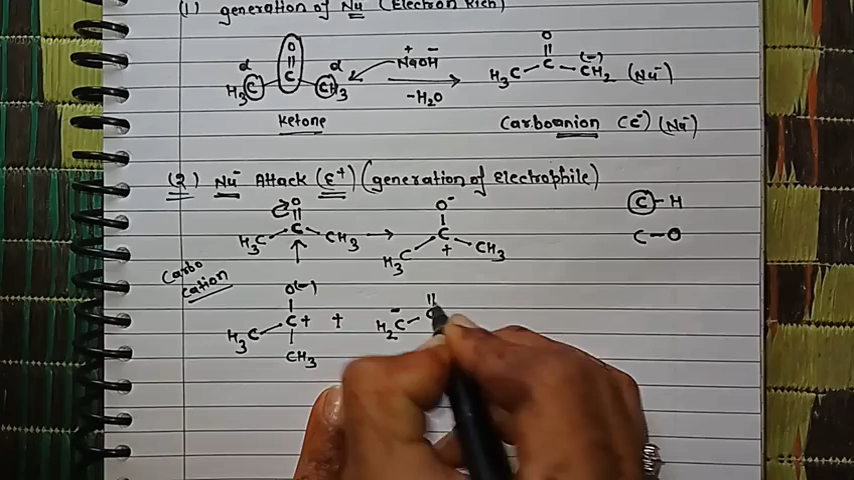 (1) generation of Nu (Electron Rich)
O
α || α + −
H3C C CH3 NaOH
−H2O
ketone
O
||
H3C − C − CH2 (−) (Nu−)
Carboanion (C−) (Nu−)
(2) Nu− Attack (E+) (generation of electrophile)
O
||
H3C − C − CH3
O−
|
H3C − C − CH3
+
C − H
C − O
Carbo
cation
O(−)
|
H3C − C+ +
|
CH3
− ||
H2C −